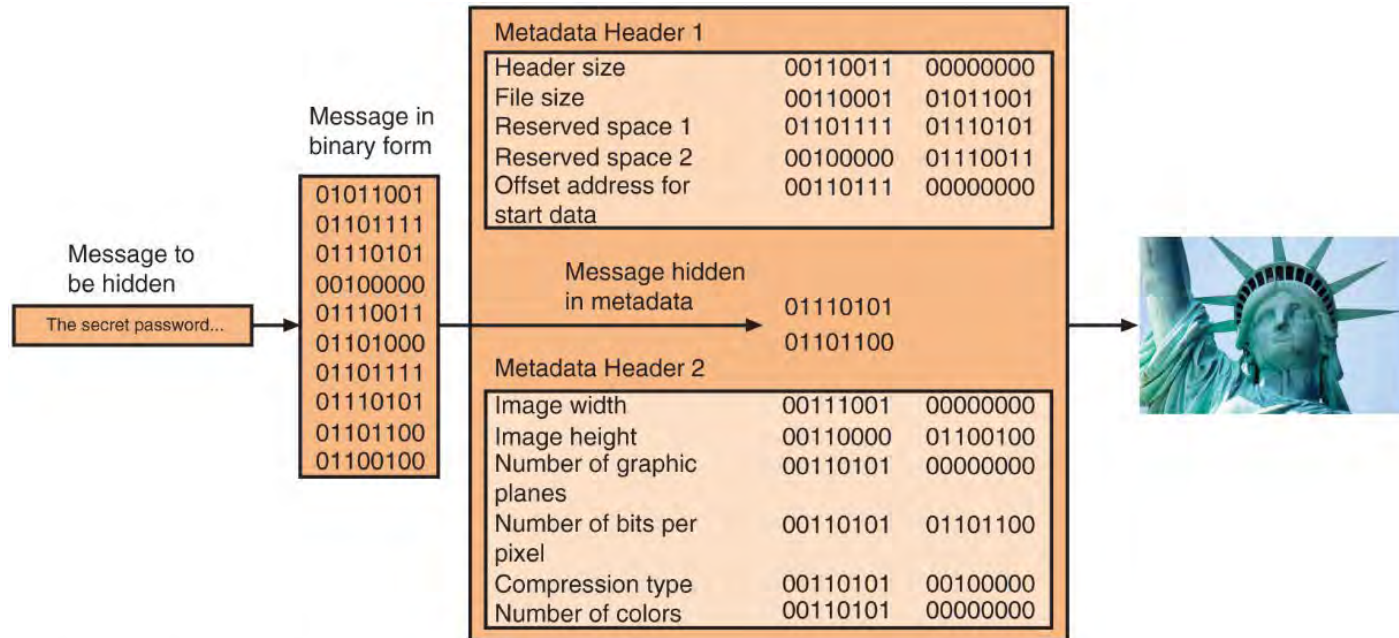 Message to
be hidden
The secret password...
Message in
binary form
01011001
01101111
01110101
00100000
01110011
01101000
01101111
01110101
01101100
01100100
Metadata Header 1
Header size 00110011 00000000
File size 00110001 01011001
Reserved space 1 01101111 01110101
Reserved space 2 00100000 01110011
Offset address for 00110111 00000000
start data
Message hidden
in metadata
01110101
01101100
Metadata Header 2
Image width 00111001 00000000
Image height 00110000 01100100
Number of graphic 00110101 00000000
planes
Number of bits per 00110101 01101100
pixel
Compression type 00110101 00100000
Number of colors 00110101 00000000